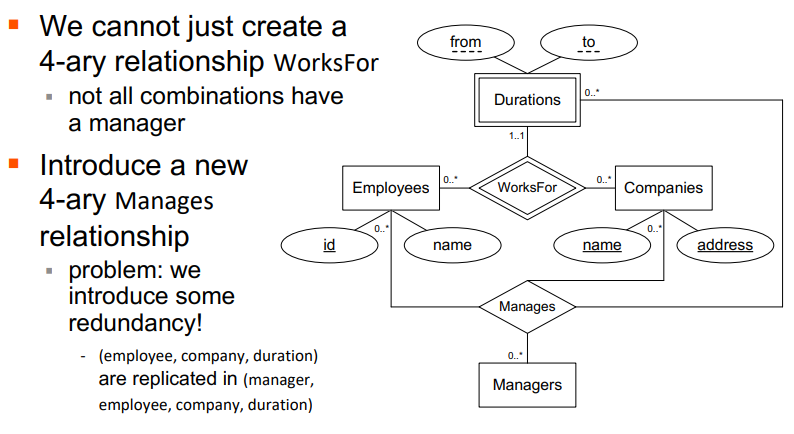 We cannot just create a
4-ary relationship WorksFor
not all combinations have
a manager
Introduce a new
4-ary Manages
relationship
problem: we
introduce some
redundancy!
- (employee, company, duration)
are replicated in (manager,
employee, company, duration)
from
to
Durations
0..*
1..1
Employees
0..*
WorksFor
0..*
Companies
0..*
0..*
id
name
name
address
Manages
0..*
Managers